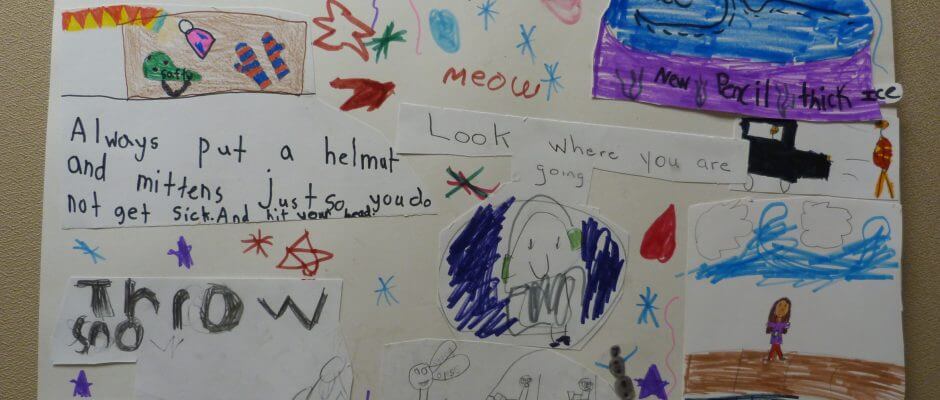 Safty
meow
New Pencil thick Ice
Always put a helmat
and mittens just so you do
not get sick. And hit your head.
Look where you are
going
Throw
Sno
oops